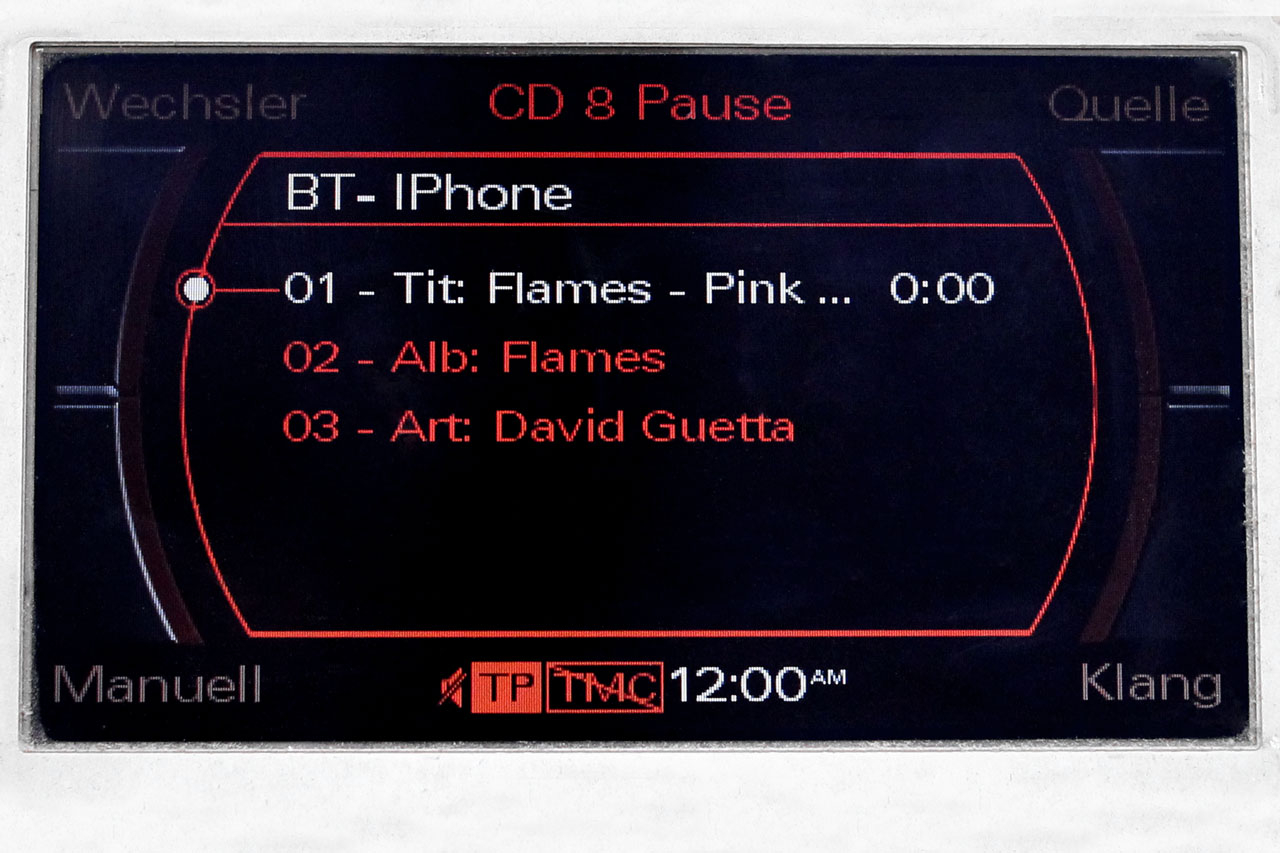 Wechsler CD 8 Pause Quelle
BT- IPhone
01 - Tit: Flames - Pink ... 0:00
02 - Alb: Flames
03 - Art: David Guetta
Manuell TP TMC 12:00AM Klang